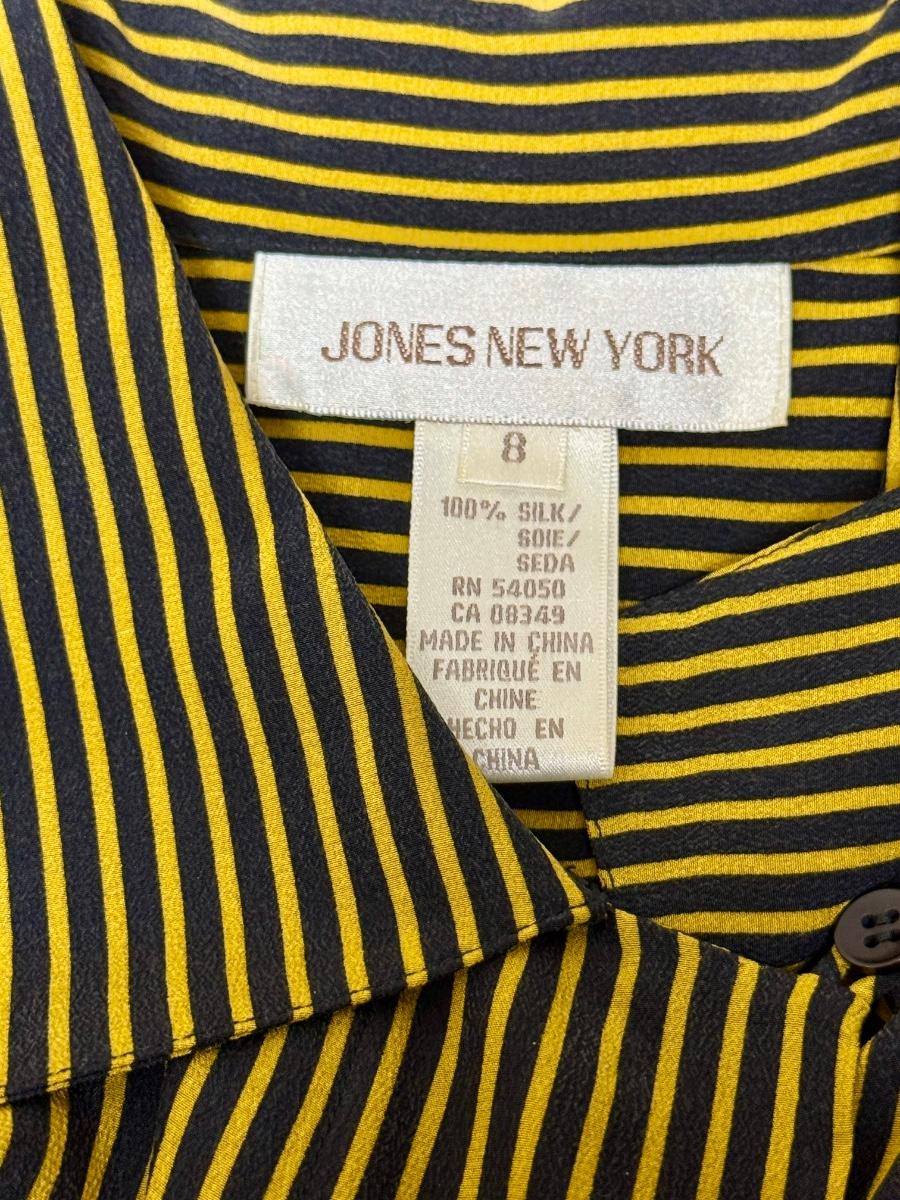 JONES NEW YORK
8
100% SILK/
SOIE/
SEDA
RN 54050
CA 08349
MADE IN CHINA
FABRIQUÉ EN
CHINE
HECHO EN
CHINA